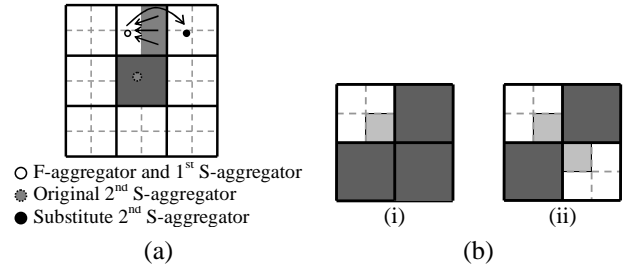 F-aggregator and 1st S-aggregator
Original 2nd S-aggregator
Substitute 2nd S-aggregator
(a)
(i)
(ii)
(b)